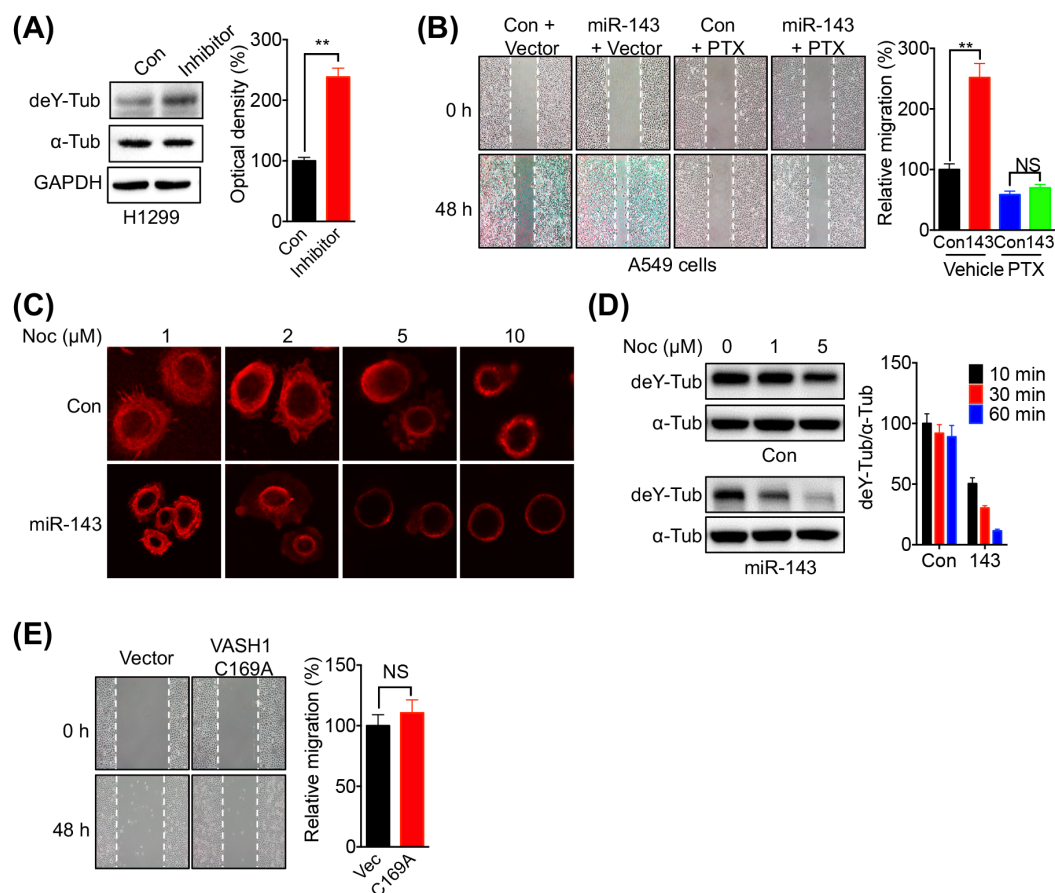 (A)
Con
Inhibitor
deY-Tub
α-Tub
GAPDH
H1299
Optical density (%)
300
200
100
0
**
Con
Inhibitor
(B)
Con + Vector
miR-143 + Vector
Con + PTX
miR-143 + PTX
0 h
48 h
A549 cells
Relative migration (%)
300
250
200
150
100
50
0
**
NS
Con 143 Con 143
Vehicle PTX
(C)
Noc (µM) 1 2 5 10
Con
miR-143
(D)
Noc (µM) 0 1 5
deY-Tub
α-Tub
Con
deY-Tub
α-Tub
miR-143
deY-Tub/α-Tub
150
100
50
0
10 min
30 min
60 min
Con 143
(E)
Vector
VASH1 C169A
0 h
48 h
Relative migration (%)
150
100
50
0
NS
Vec
C169A